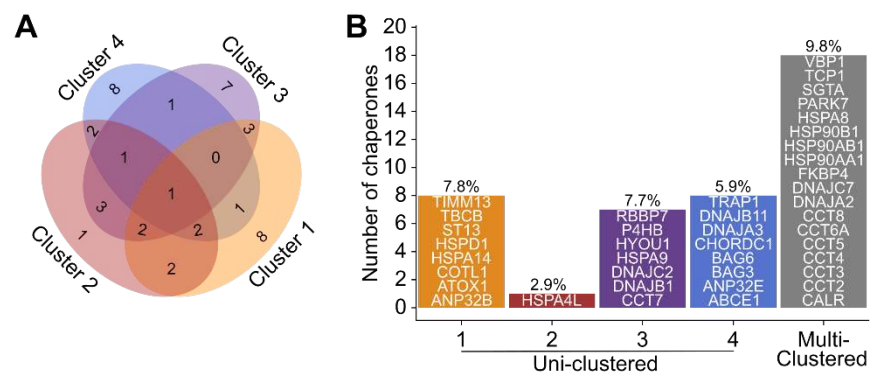 A
Cluster 4
Cluster 3
8
7
1
2
3
1
0
1
3
1
1
2
2
8
2
Cluster 2
Cluster 1
B
Number of chaperones
20
18
16
14
12
10
8
6
4
2
0
7.8%
TIMM13
TBCB
ST13
HSPD1
HSPA14
COTL1
ATOX1
ANP32B
2.9%
HSPA4L
7.7%
RBBP7
P4HB
HYOU1
HSPA9
DNAJC2
DNAJB1
CCT7
5.9%
TRAP1
DNAJB11
DNAJA3
CHORDC1
BAG6
BAG3
ANP32E
ABCE1
9.8%
VBP1
TCP1
SGTA
PARK7
HSPA8
HSP90B1
HSP90AB1
HSP90AA1
FKBP4
DNAJC7
DNAJA2
CCT8
CCT6A
CCT5
CCT4
CCT3
CCT2
CALR
1 2 3 4
Uni-clustered
Multi-
Clustered